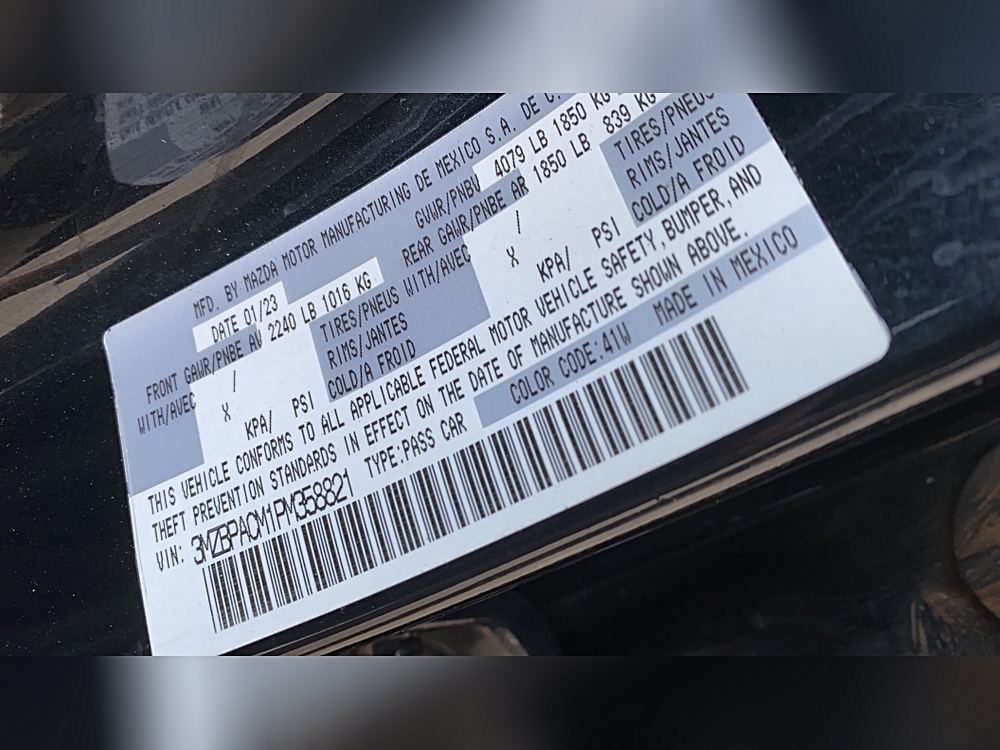 MFD. BY MAZDA MOTOR MANUFACTURING DE MEXICO S.A. DE C.
DATE 01/23 GVWR/PNBV 4079 LB 1850 KG
FRONT GAWR/PNBE AV 2240 LB 1016 KG REAR GAWR/PNBE AR 1850 LB 839 KG
WITH/AVEC / TIRES/PNEUS WITH/AVEC / TIRES/PNEUS
X RIMS/JANTES X RIMS/JANTES
KPA/ PSI COLD/A FROID KPA/ PSI COLD/A FROID
THIS VEHICLE CONFORMS TO ALL APPLICABLE FEDERAL MOTOR VEHICLE SAFETY, BUMPER, AND
THEFT PREVENTION STANDARDS IN EFFECT ON THE DATE OF MANUFACTURE SHOWN ABOVE.
VIN: 3MZBPACM1PM358821 TYPE:PASS CAR COLOR CODE:41W MADE IN MEXICO